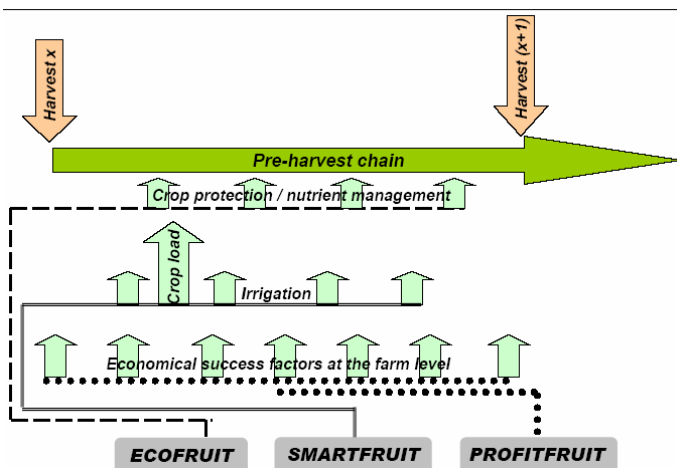 Harvest x
Harvest (x+1)
Pre-harvest chain
Crop protection / nutrient management
Crop load
Irrigation
Economical success factors at the farm level
ECOFRUIT
SMARTFRUIT
PROFITFRUIT